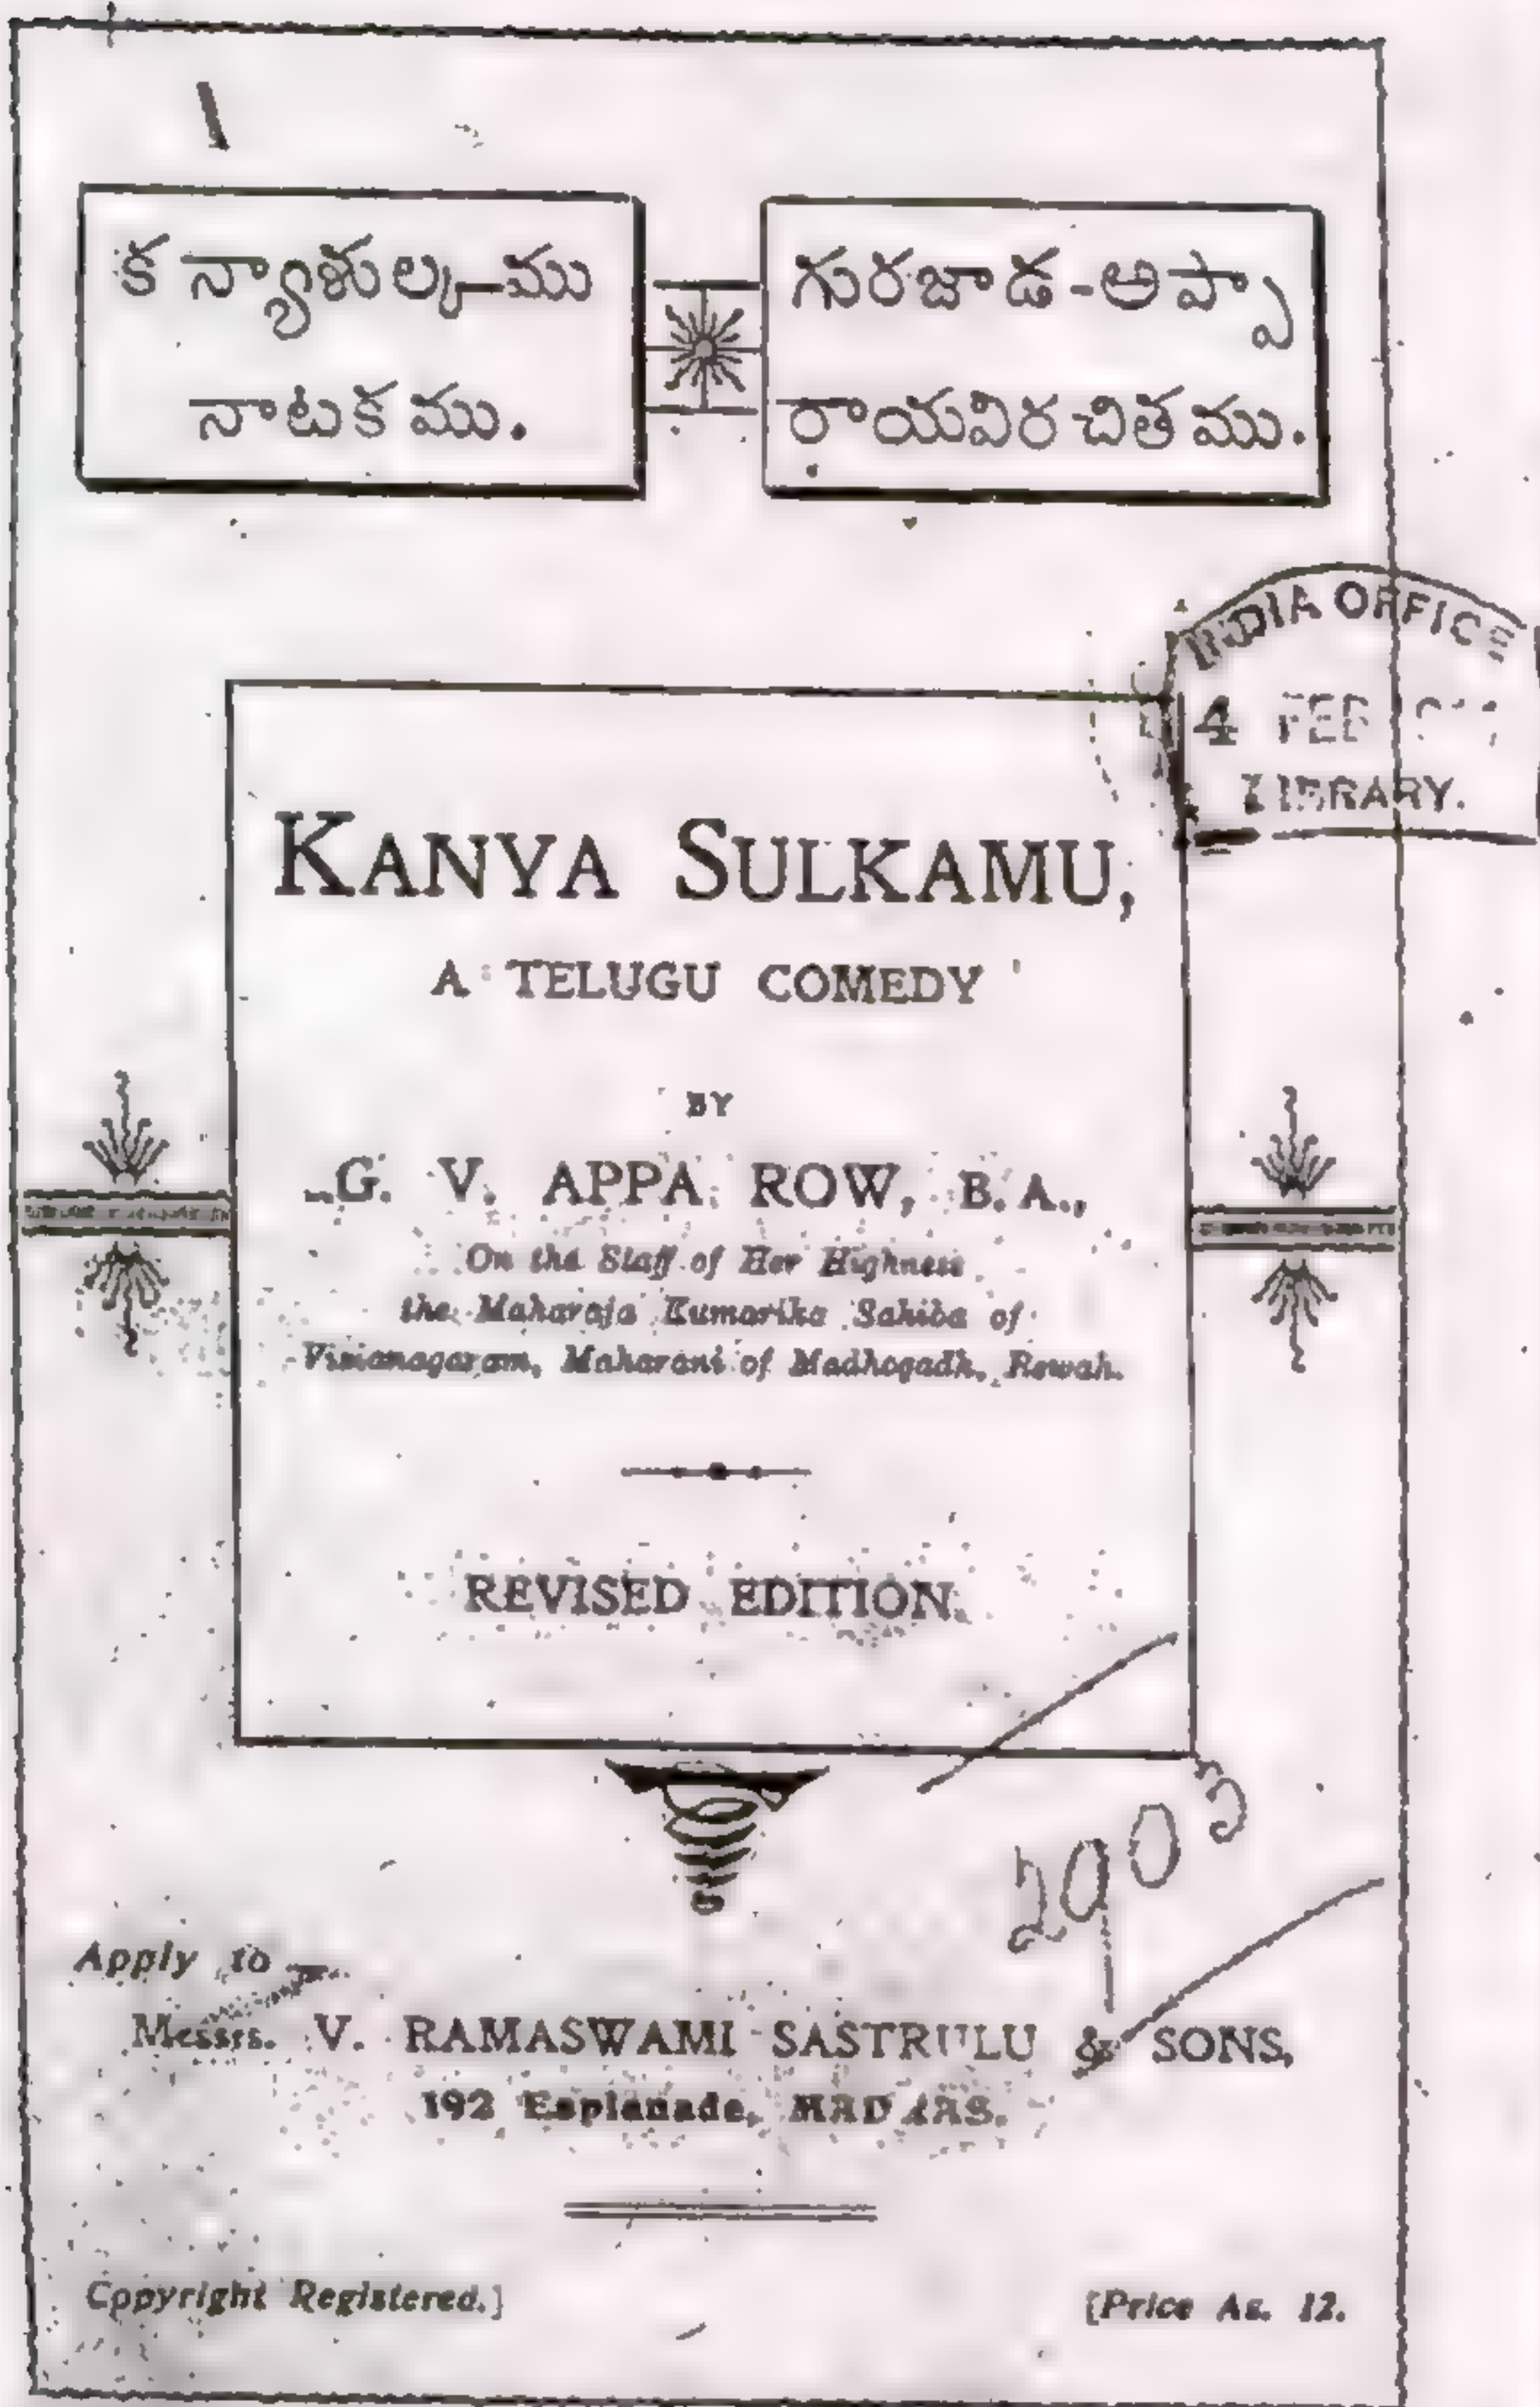 కన్యాశుల్కము
నాటకము.
గురజాడ-అప్పా
రాయవిరచితము.
INDIA OFFICE
4 FEB
LIBRARY.
KANYA SULKAMU,
A TELUGU COMEDY
BY
G. V. APPA ROW, B.A.,
On the Staff of Her Highness
the Maharaja Kumarika Sahiba of
Vizianagaram, Maharani of Madhogadh, Rewah.
REVISED EDITION.
Apply to
Messrs. V. RAMASWAMI SASTRULU & SONS,
192 Esplanade, MADRAS.
Copyright Registered.]
[Price As. 12.